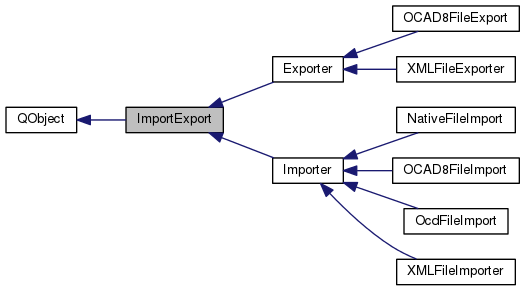 OCAD8FileExport
Exporter
XMLFileExporter
QObject
ImportExport
NativeFileImport
Importer
OCAD8FileImport
OcdFileImport
XMLFileImporter